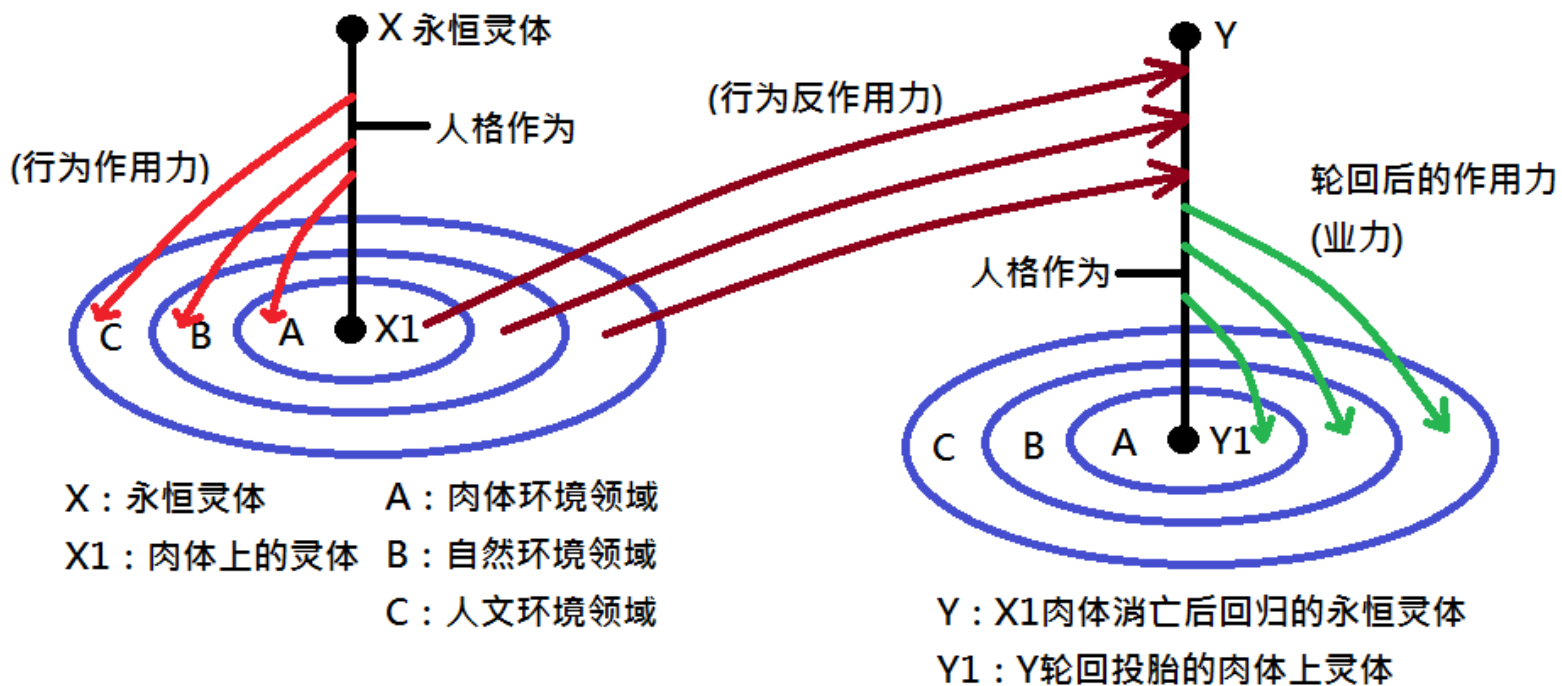 X 永恒灵体
人格作为
(行为作用力)
C
B
A
X1
(行为反作用力)
Y
轮回后的作用力
(业力)
人格作为
C
B
A
Y1
X：永恒灵体
X1：肉体上的灵体
A：肉体环境领域
B：自然环境领域
C：人文环境领域
Y：X1肉体消亡后回归的永恒灵体
Y1：Y轮回投胎的肉体上灵体